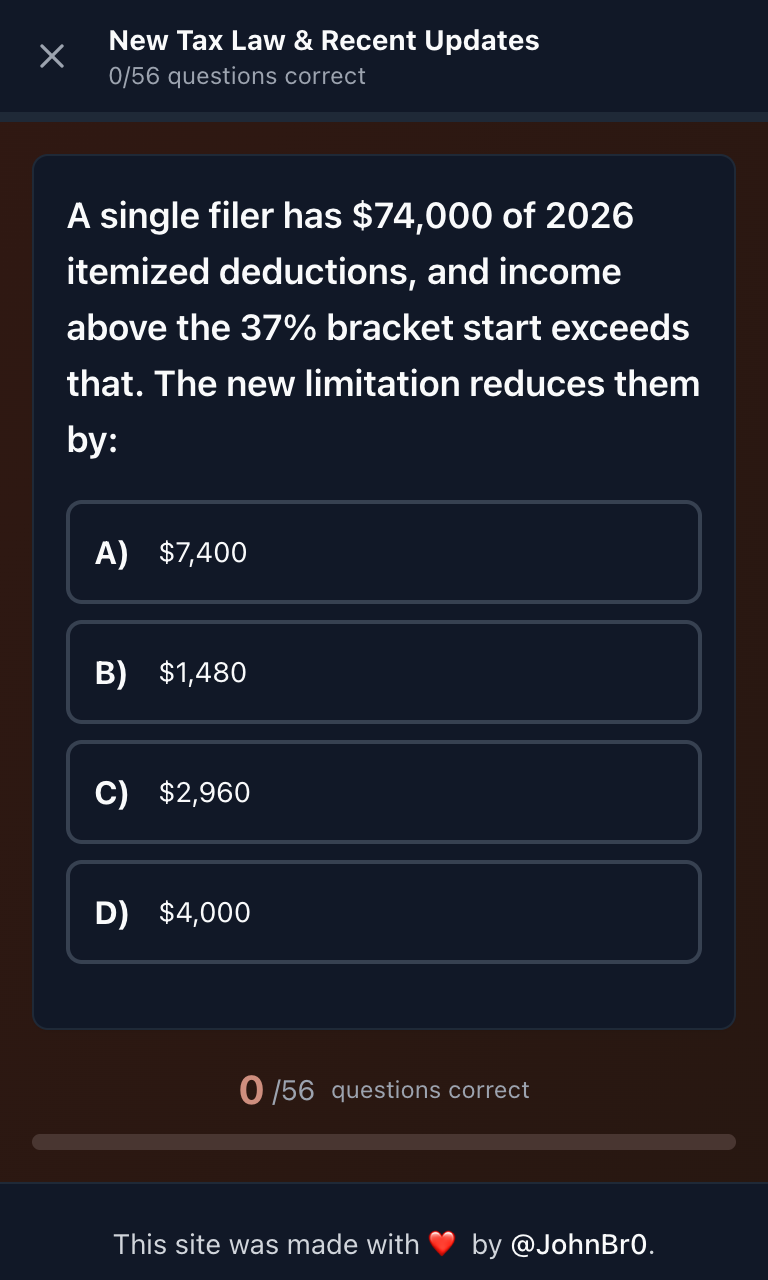 New Tax Law & Recent Updates
0/56 questions correct
A single filer has $74,000 of 2026
itemized deductions, and income
above the 37% bracket start exceeds
that. The new limitation reduces them
by:
A) $7,400
B) $1,480
C) $2,960
D) $4,000
0 /56 questions correct
This site was made with ❤️ by @JohnBr0.